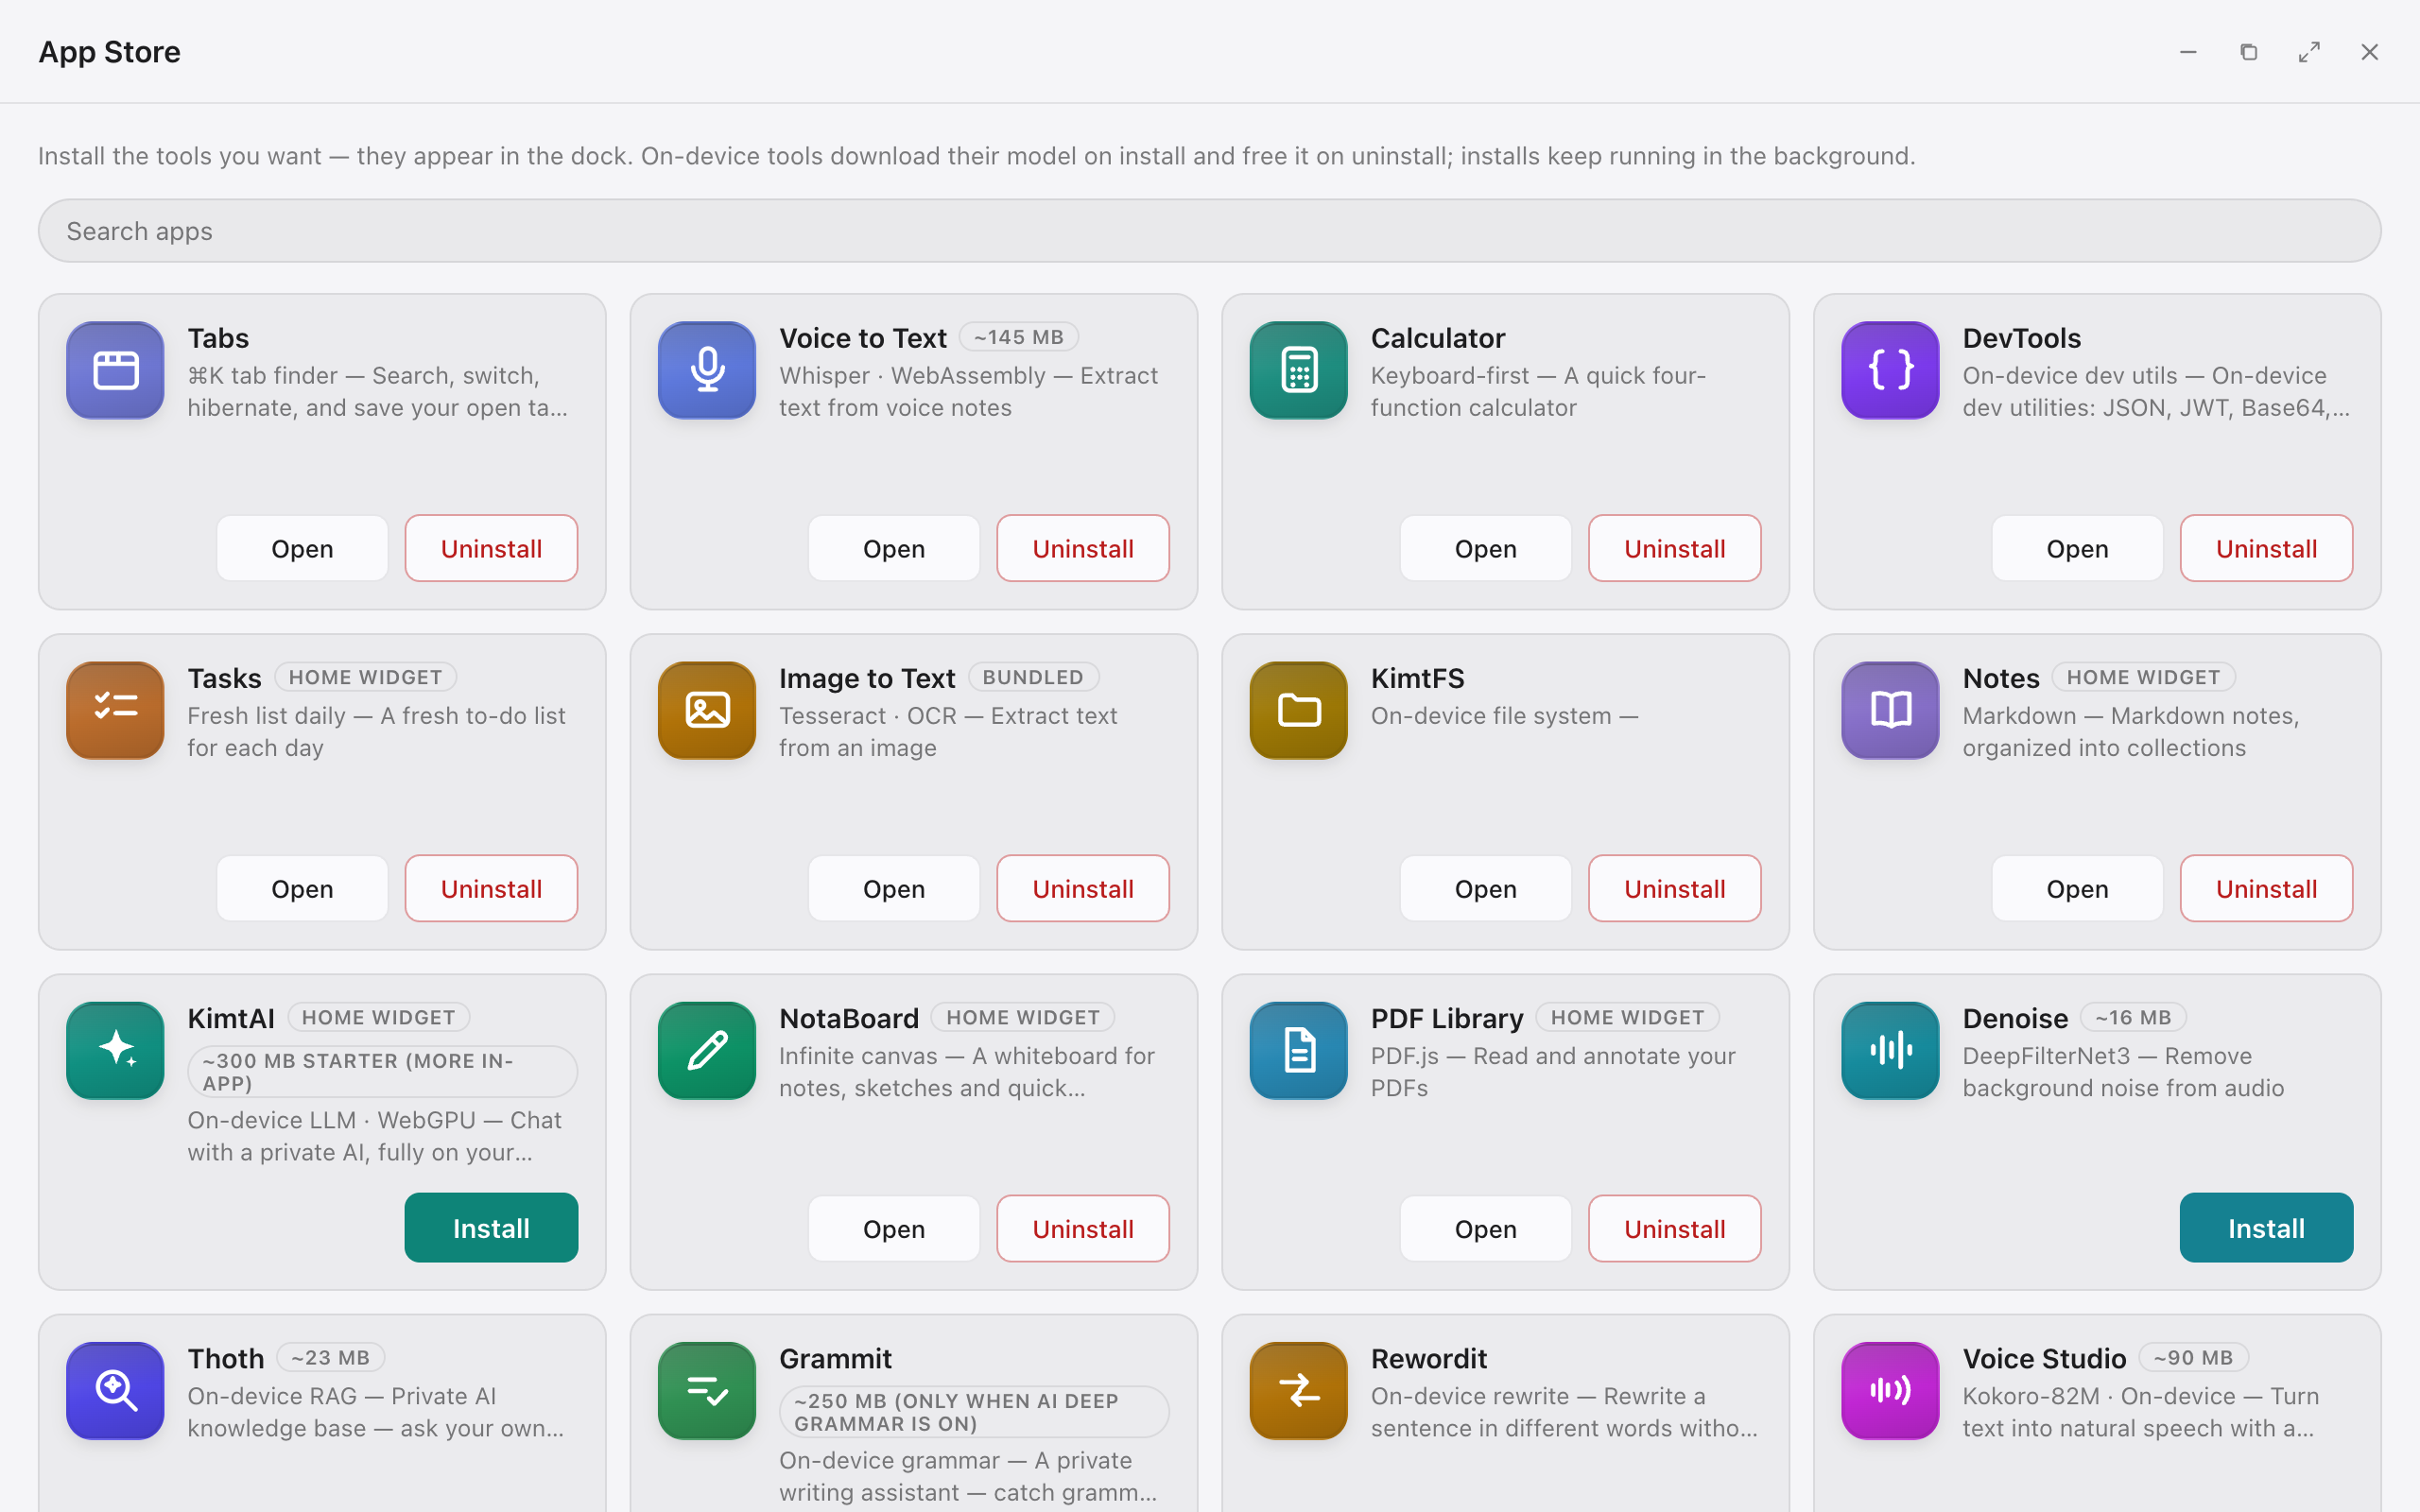 App Store
Install the tools you want — they appear in the dock. On-device tools download their model on install and free it on uninstall; installs keep running in the background.
Search apps
Tabs
⌘K tab finder — Search, switch,
hibernate, and save your open ta...
Open
Uninstall
Voice to Text
~145 MB
Whisper · WebAssembly — Extract
text from voice notes
Open
Uninstall
Calculator
Keyboard-first — A quick four-
function calculator
Open
Uninstall
DevTools
On-device dev utils — On-device
dev utilities: JSON, JWT, Base64,...
Open
Uninstall
Tasks
HOME WIDGET
Fresh list daily — A fresh to-do list
for each day
Open
Uninstall
Image to Text
BUNDLED
Tesseract · OCR — Extract text
from an image
Open
Uninstall
KimtFS
On-device file system —
Open
Uninstall
Notes
HOME WIDGET
Markdown — Markdown notes,
organized into collections
Open
Uninstall
KimtAI
HOME WIDGET
~300 MB STARTER (MORE IN-
APP)
On-device LLM · WebGPU — Chat
with a private AI, fully on your...
Install
NotaBoard
HOME WIDGET
Infinite canvas — A whiteboard for
notes, sketches and quick...
Open
Uninstall
PDF Library
HOME WIDGET
PDF.js — Read and annotate your
PDFs
Open
Uninstall
Denoise
~16 MB
DeepFilterNet3 — Remove
background noise from audio
Install
Thoth
~23 MB
On-device RAG — Private AI
knowledge base — ask your own...
Grammit
~250 MB (ONLY WHEN AI DEEP
GRAMMAR IS ON)
On-device grammar — A private
writing assistant — catch gramm...
Rewordit
On-device rewrite — Rewrite a
sentence in different words witho...
Voice Studio
~90 MB
Kokoro-82M · On-device — Turn
text into natural speech with a...